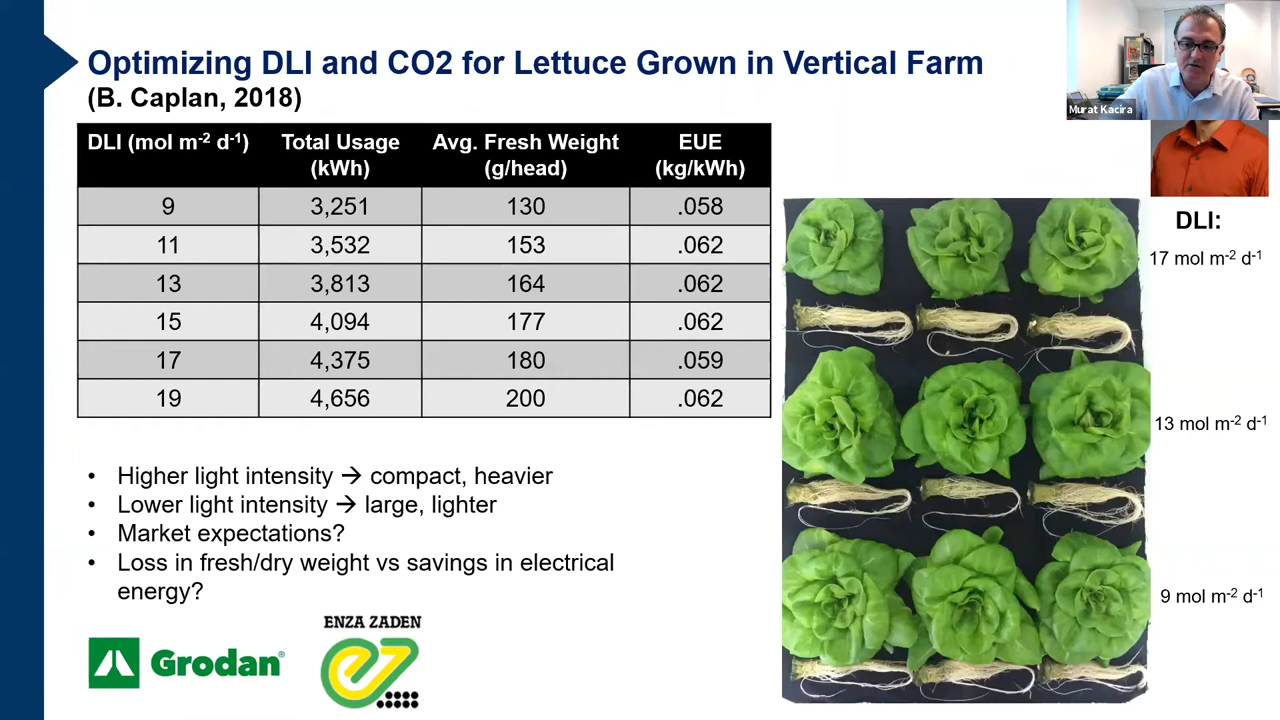 Optimizing DLI and CO2 for Lettuce Grown in Vertical Farm
(B. Caplan, 2018)
Murat Kacira
DLI (mol m-2 d-1) Total Usage (kWh) Avg. Fresh Weight (g/head) EUE (kg/kWh)
9 3,251 130 .058
11 3,532 153 .062
13 3,813 164 .062
15 4,094 177 .062
17 4,375 180 .059
19 4,656 200 .062
DLI:
17 mol m-2 d-1
13 mol m-2 d-1
9 mol m-2 d-1
• Higher light intensity → compact, heavier
• Lower light intensity → large, lighter
• Market expectations?
• Loss in fresh/dry weight vs savings in electrical
energy?
Grodan®
ENZA ZADEN
ez